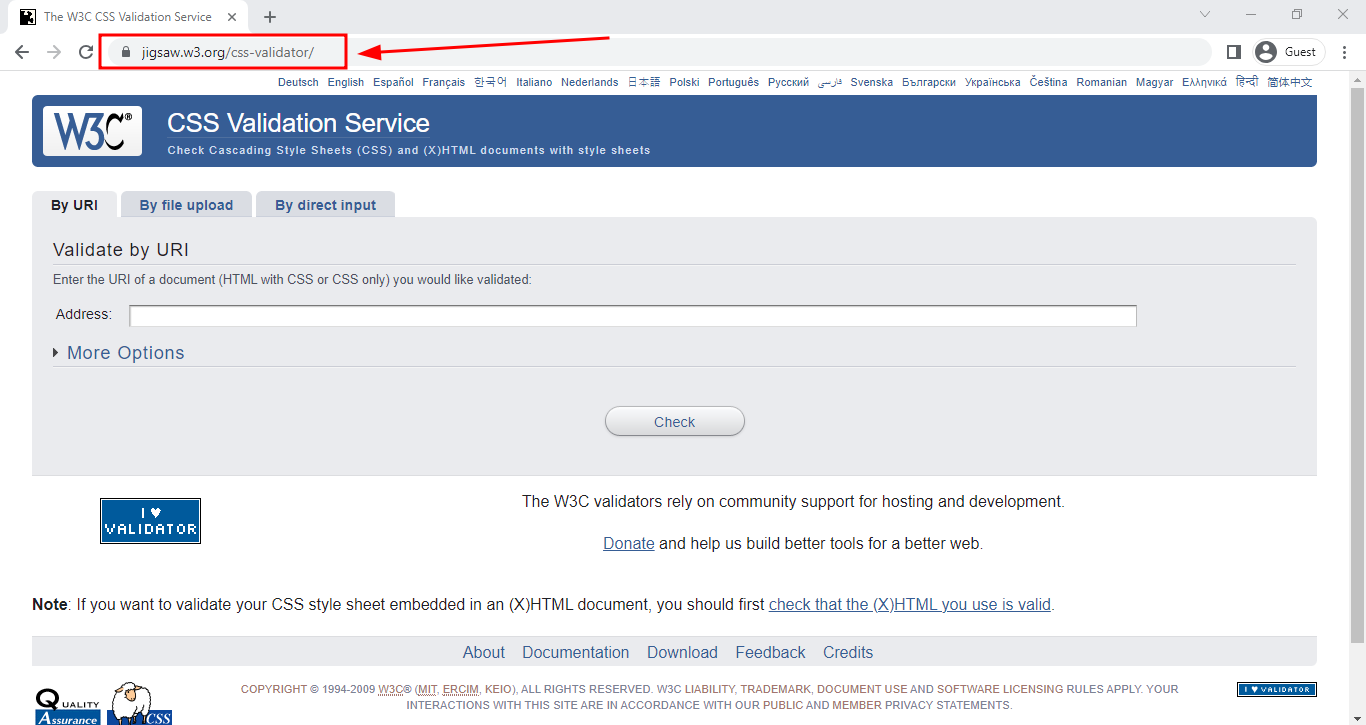 The W3C CSS Validation Service
jigsaw.w3.org/css-validator/
Guest
Deutsch English Español Français 한국어 Italiano Nederlands 日本語 Polski Português Русский فارسی Svenska Български Українська Čeština Romanian Magyar Ελληνικά हिन्दी 简体中文
W3C®
CSS Validation Service
Check Cascading Style Sheets (CSS) and (X)HTML documents with style sheets
By URI By file upload By direct input
Validate by URI
Enter the URI of a document (HTML with CSS or CSS only) you would like validated:
Address:
More Options
Check
I ♥
VALIDATOR
The W3C validators rely on community support for hosting and development.
Donate and help us build better tools for a better web.
Note: If you want to validate your CSS style sheet embedded in an (X)HTML document, you should first check that the (X)HTML you use is valid.
About Documentation Download Feedback Credits
QUALITY
Assurance
CSS
COPYRIGHT © 1994-2009 W3C® (MIT, ERCIM, KEIO), ALL RIGHTS RESERVED. W3C LIABILITY, TRADEMARK, DOCUMENT USE AND SOFTWARE LICENSING RULES APPLY. YOUR
INTERACTIONS WITH THIS SITE ARE IN ACCORDANCE WITH OUR PUBLIC AND MEMBER PRIVACY STATEMENTS.
I ♥ VALIDATOR